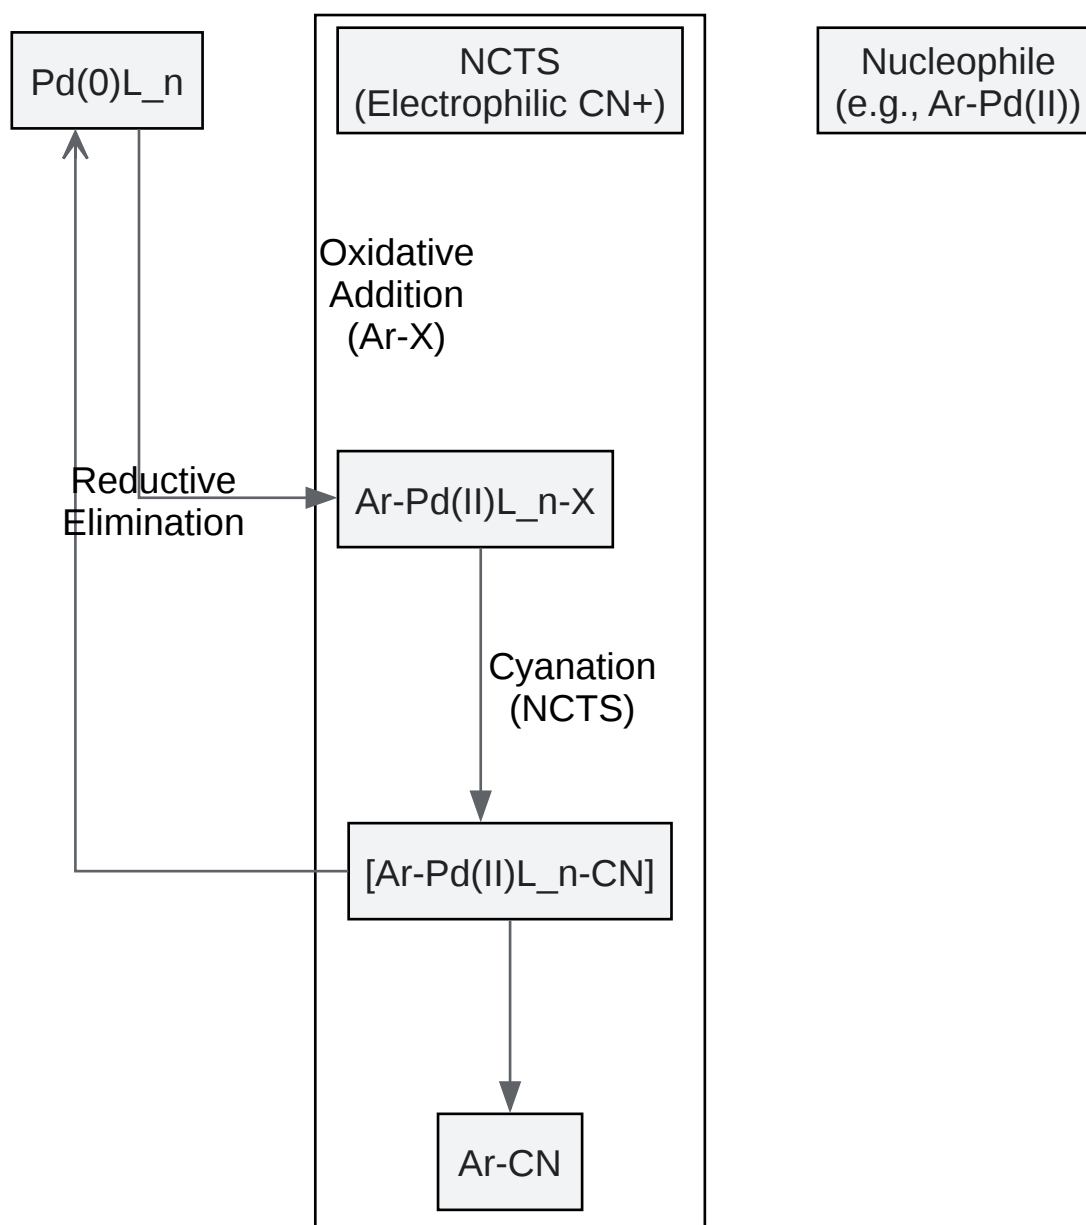 Pd(0)L_n
NCTS
(Electrophilic CN+)
Nucleophile
(e.g., Ar-Pd(II))
Oxidative
Addition
(Ar-X)
Reductive
Elimination
Ar-Pd(II)L_n-X
Cyanation
(NCTS)
[Ar-Pd(II)L_n-CN]
Ar-CN